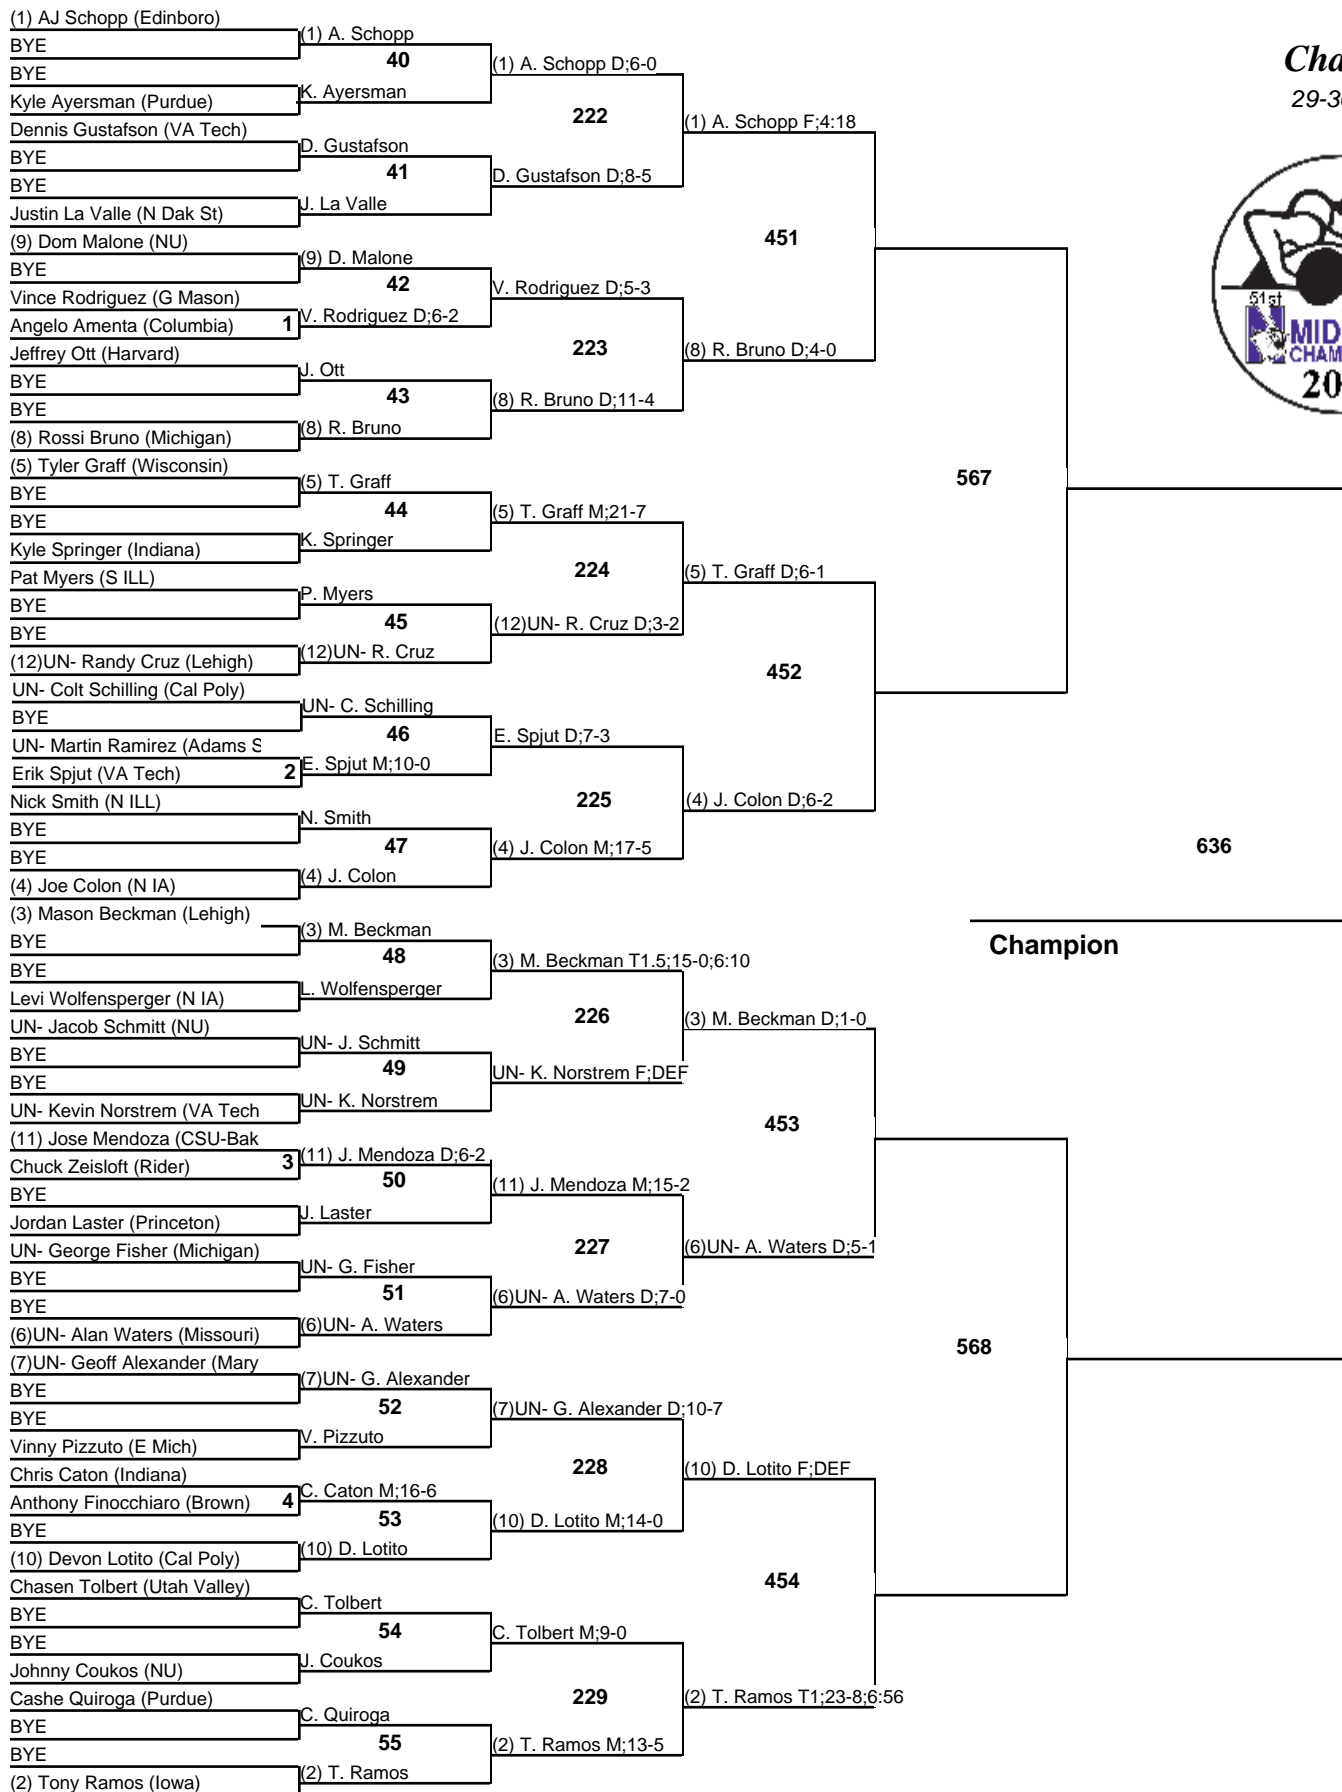 (1) AJ Schopp (Edinboro)
BYE
BYE
Kyle Ayersman (Purdue)
Dennis Gustafson (VA Tech)
BYE
BYE
Justin La Valle (N Dak St)
(9) Dom Malone (NU)
BYE
Vince Rodriguez (G Mason)
Angelo Amenta (Columbia) 1
Jeffrey Ott (Harvard)
BYE
BYE
(8) Rossi Bruno (Michigan)
(5) Tyler Graff (Wisconsin)
BYE
BYE
Kyle Springer (Indiana)
Pat Myers (S ILL)
BYE
BYE
(12)UN- Randy Cruz (Lehigh)
UN- Colt Schilling (Cal Poly)
BYE
UN- Martin Ramirez (Adams S
Erik Spjut (VA Tech) 2
Nick Smith (N ILL)
BYE
BYE
(4) Joe Colon (N IA)
(3) Mason Beckman (Lehigh)
BYE
BYE
Levi Wolfensperger (N IA)
UN- Jacob Schmitt (NU)
BYE
BYE
UN- Kevin Norstrem (VA Tech
(11) Jose Mendoza (CSU-Bak
Chuck Zeisloft (Rider) 3
BYE
Jordan Laster (Princeton)
UN- George Fisher (Michigan)
BYE
BYE
(6)UN- Alan Waters (Missouri)
(7)UN- Geoff Alexander (Mary
BYE
BYE
Vinny Pizzuto (E Mich)
Chris Caton (Indiana)
Anthony Finocchiaro (Brown) 4
BYE
(10) Devon Lotito (Cal Poly)
Chasen Tolbert (Utah Valley)
BYE
BYE
Johnny Coukos (NU)
Cashe Quiroga (Purdue)
BYE
BYE
(2) Tony Ramos (Iowa)
(1) A. Schopp
40
K. Ayersman
D. Gustafson
41
J. La Valle
(9) D. Malone
42
V. Rodriguez D;6-2
J. Ott
43
(8) R. Bruno
(5) T. Graff
44
K. Springer
P. Myers
45
(12)UN- R. Cruz
UN- C. Schilling
46
E. Spjut M;10-0
N. Smith
47
(4) J. Colon
(3) M. Beckman
48
L. Wolfensperger
UN- J. Schmitt
49
UN- K. Norstrem
(11) J. Mendoza D;6-2
50
J. Laster
UN- G. Fisher
51
(6)UN- A. Waters
(7)UN- G. Alexander
52
V. Pizzuto
C. Caton M;16-6
53
(10) D. Lotito
C. Tolbert
54
J. Coukos
C. Quiroga
55
(2) T. Ramos
(1) A. Schopp D;6-0
222
D. Gustafson D;8-5
V. Rodriguez D;5-3
223
(8) R. Bruno D;11-4
(5) T. Graff M;21-7
224
(12)UN- R. Cruz D;3-2
E. Spjut D;7-3
225
(4) J. Colon M;17-5
(3) M. Beckman T1.5;15-0;6:10
226
UN- K. Norstrem F;DEF
(11) J. Mendoza M;15-2
227
(6)UN- A. Waters D;7-0
(7)UN- G. Alexander D;10-7
228
(10) D. Lotito M;14-0
C. Tolbert M;9-0
229
(2) T. Ramos M;13-5
(1) A. Schopp F;4:18
451
(8) R. Bruno D;4-0
(5) T. Graff D;6-1
452
(4) J. Colon D;6-2
(3) M. Beckman D;1-0
453
(6)UN- A. Waters D;5-1
(10) D. Lotito F;DEF
454
(2) T. Ramos T1;23-8;6:56
567
568
636
Champion
Cha
29-3
51st
N
MID
CHAM
20